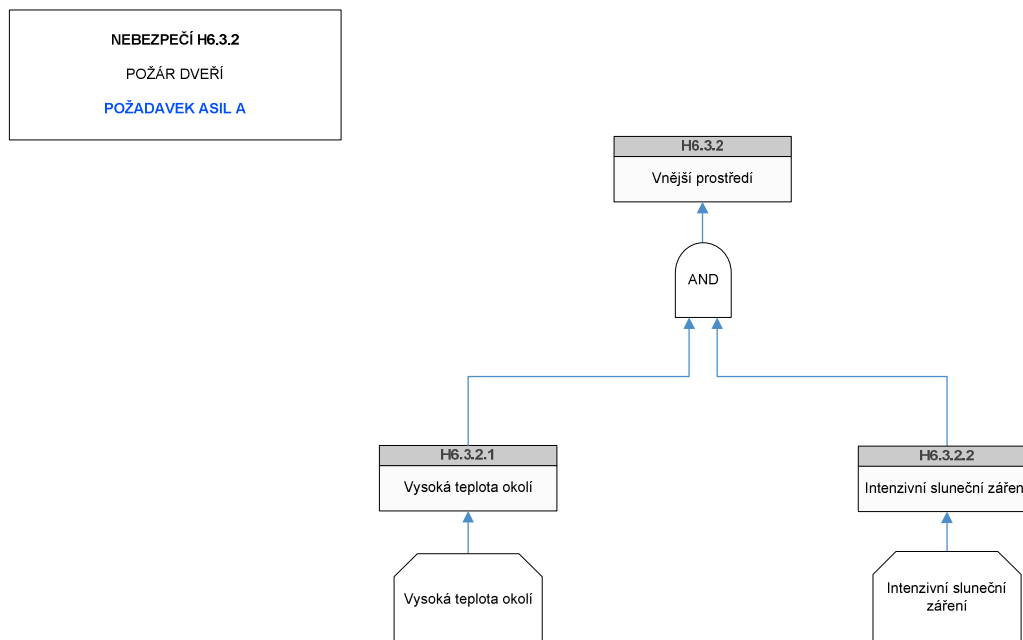 NEBEZPEČÍ H6.3.2
POŽÁR DVEŘÍ
POŽADAVEK ASIL A
H6.3.2
Vnější prostředí
AND
H6.3.2.1
Vysoká teplota okolí
H6.3.2.2
Intenzivní sluneční zářen
Vysoká teplota okolí
Intenzivní sluneční
záření